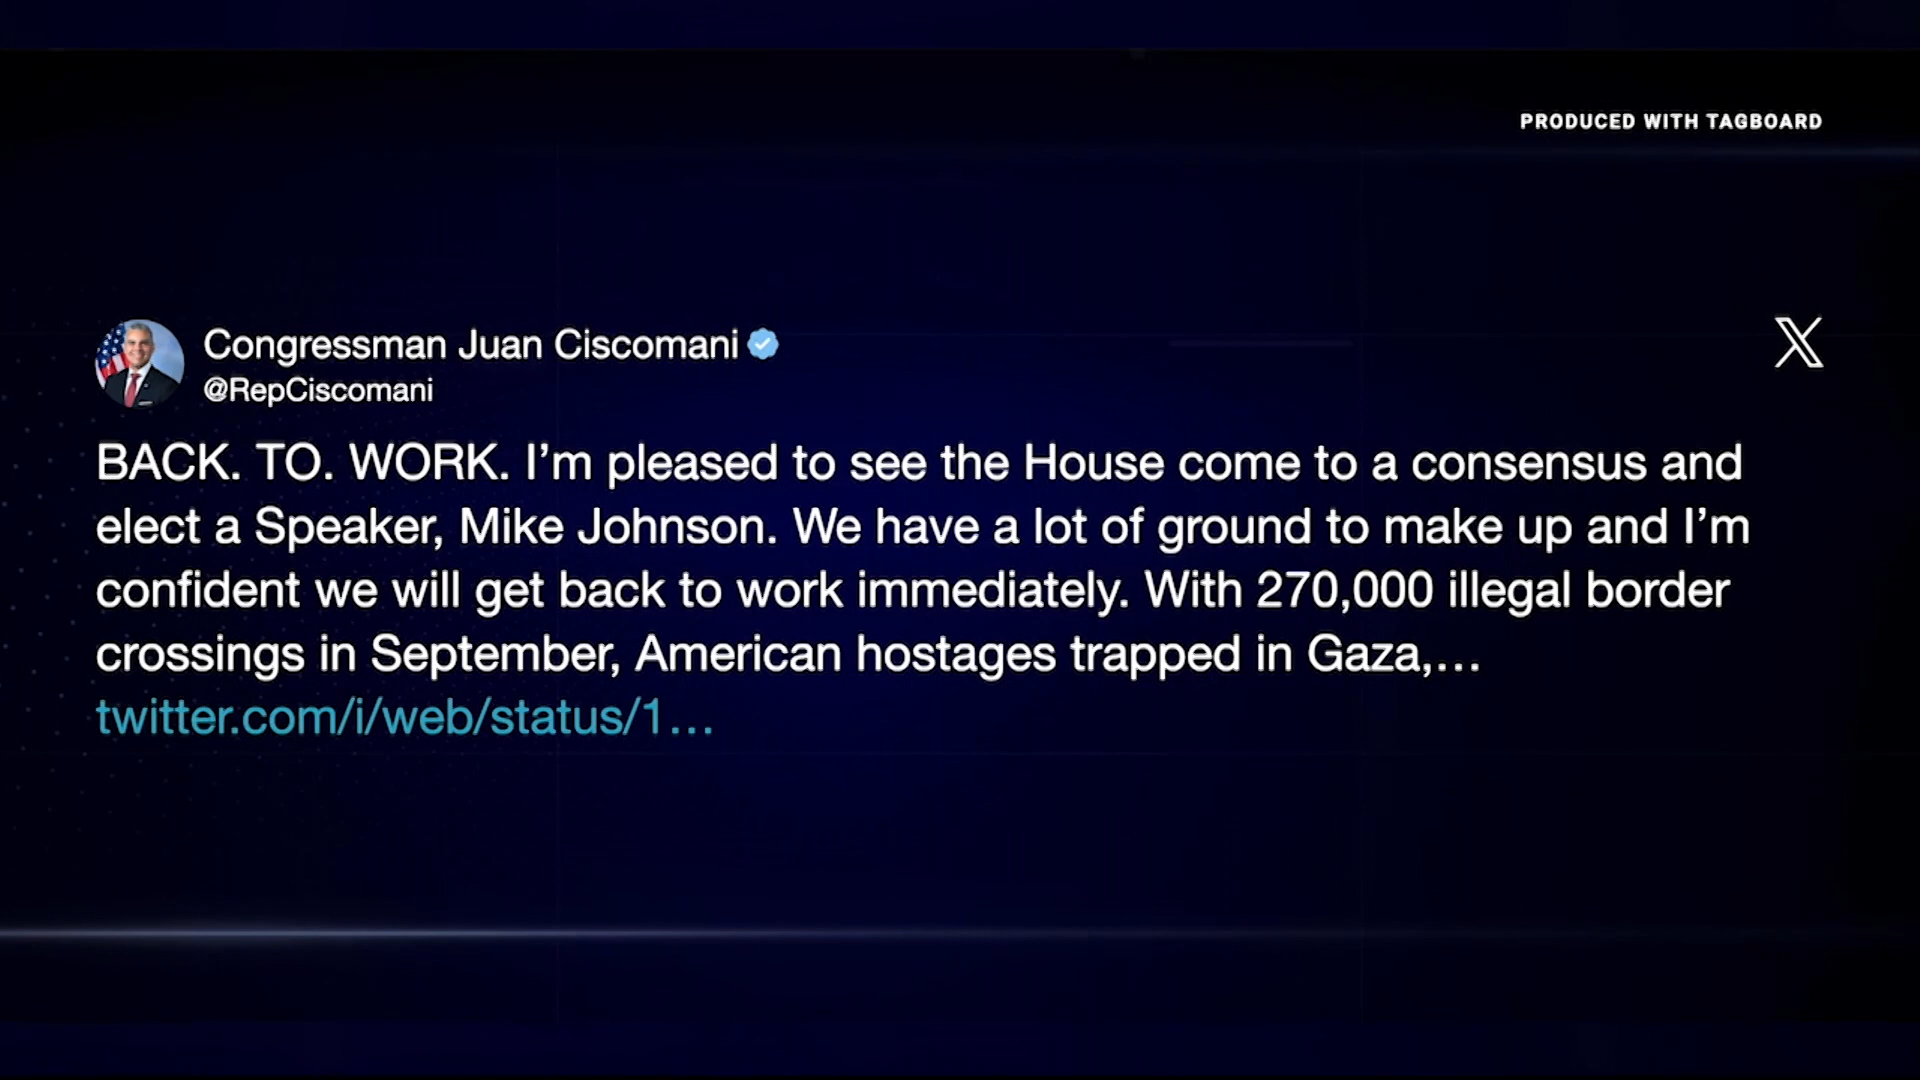 PRODUCED WITH TAGBOARD
Congressman Juan Ciscomani
@RepCiscomani
BACK. TO. WORK. I’m pleased to see the House come to a consensus and
elect a Speaker, Mike Johnson. We have a lot of ground to make up and I’m
confident we will get back to work immediately. With 270,000 illegal border
crossings in September, American hostages trapped in Gaza,…
twitter.com/i/web/status/1…